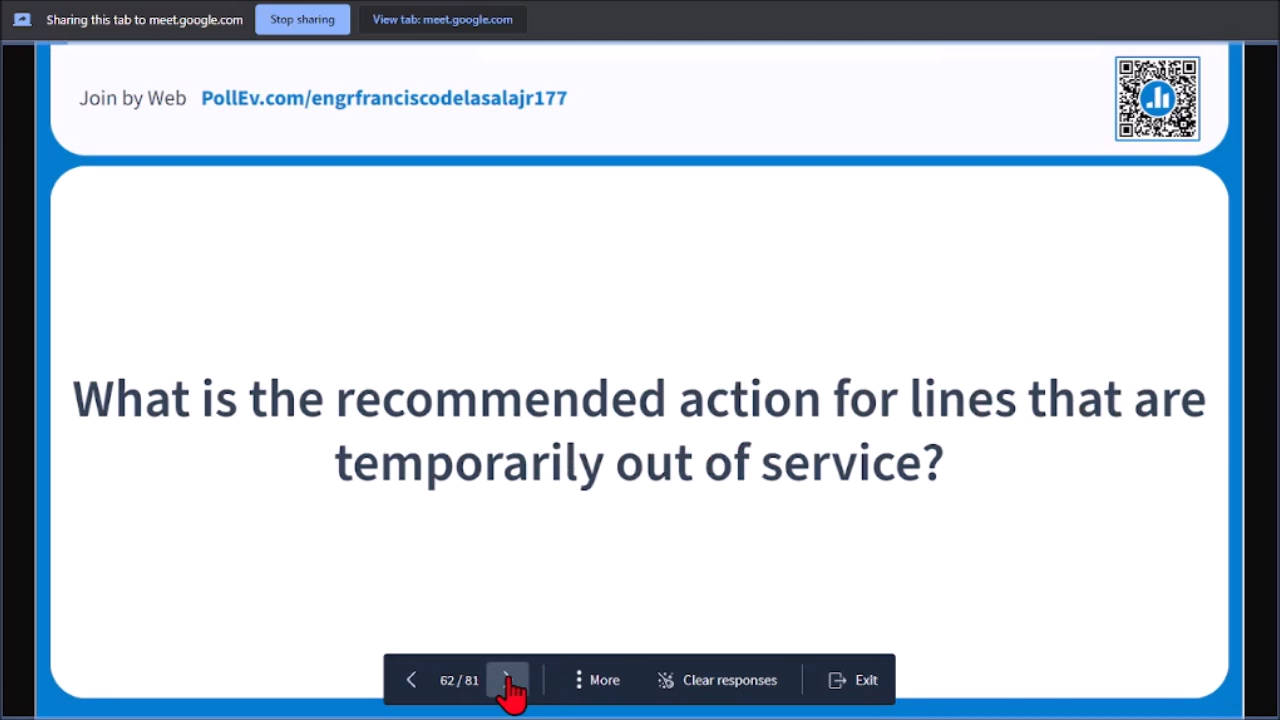 Sharing this tab to meet.google.com
Stop sharing
View tab: meet.google.com
Join by Web PollEv.com/engrfranciscodelasalajr177
What is the recommended action for lines that are
temporarily out of service?
62 / 81
More
Clear responses
Exit